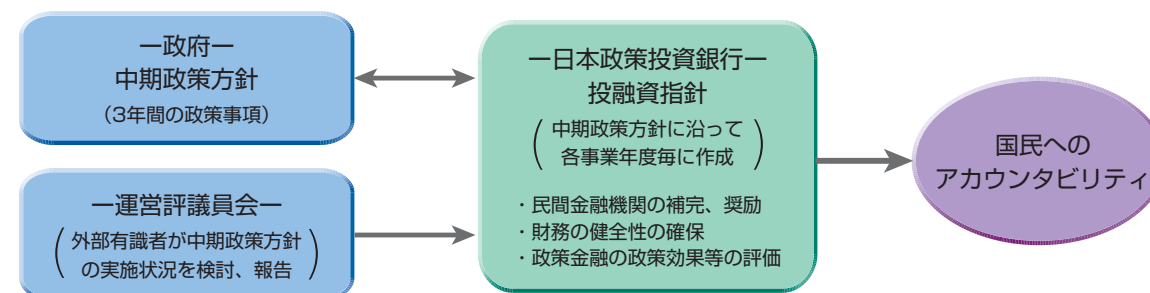 ー政府ー
中期政策方針
（3年間の政策事項）
ー運営評議員会ー
（外部有識者が中期政策方針
の実施状況を検討、報告）
ー日本政策投資銀行ー
投融資指針
（中期政策方針に沿って
各事業年度毎に作成）
・民間金融機関の補完、奨励
・財務の健全性の確保
・政策金融の政策効果等の評価
国民への
アカウンタビリティ